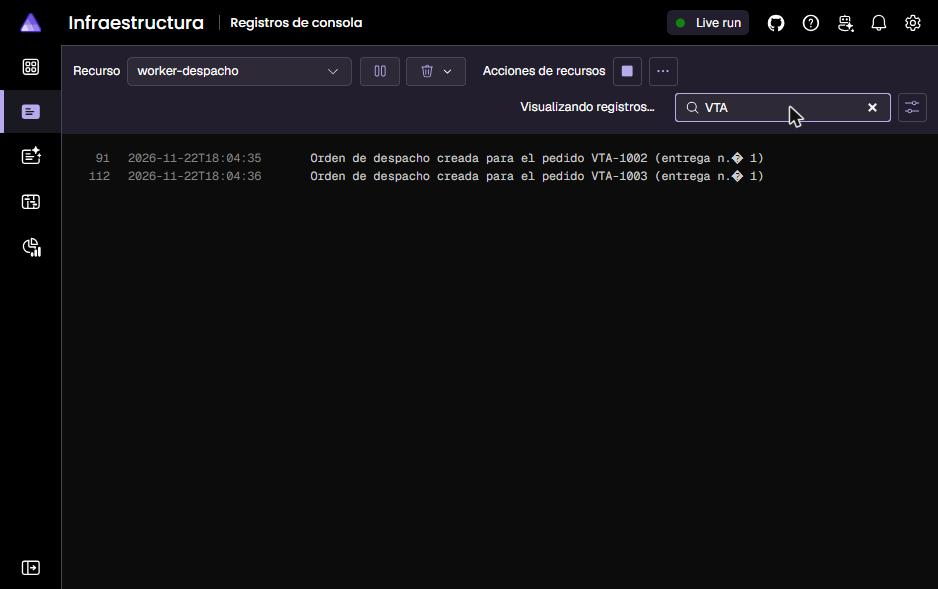 Infraestructura
Registros de consola
Live run
Recurso
worker-despacho
Acciones de recursos
Visualizando registros...
VTA
91 2026-11-22T18:04:35 Orden de despacho creada para el pedido VTA-1002 (entrega n.� 1)
112 2026-11-22T18:04:36 Orden de despacho creada para el pedido VTA-1003 (entrega n.� 1)